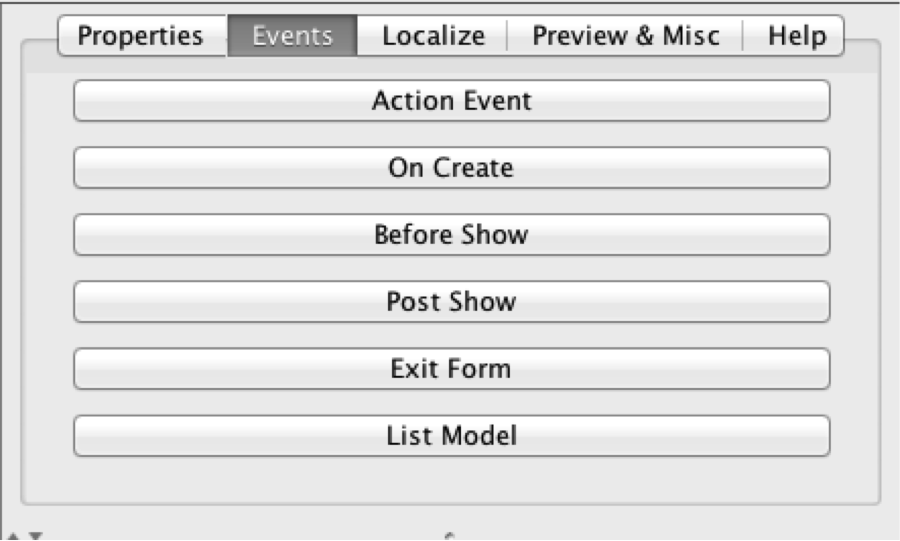 Properties Events Localize Preview & Misc Help
Action Event
On Create
Before Show
Post Show
Exit Form
List Model